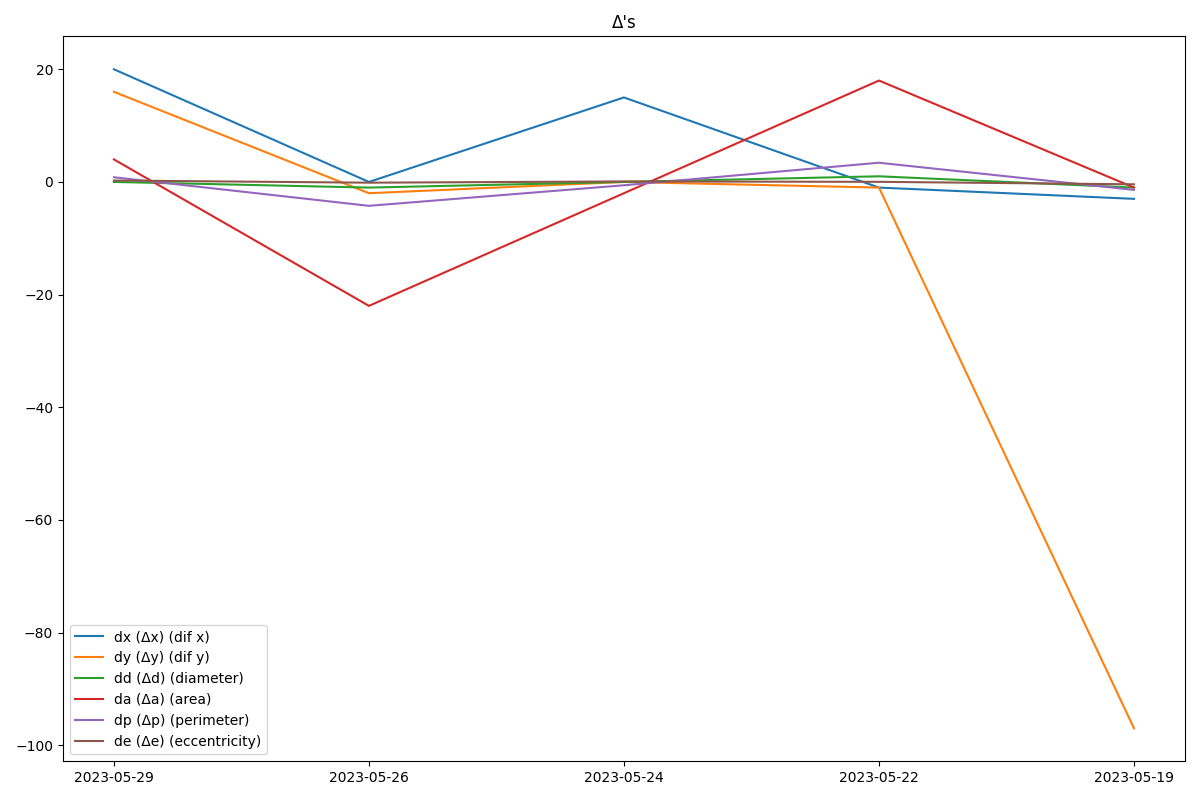 Δ's
20
0
−20
−40
−60
−80
−100
dx (Δx) (dif x)
dy (Δy) (dif y)
dd (Δd) (diameter)
da (Δa) (area)
dp (Δp) (perimeter)
de (Δe) (eccentricity)
2023-05-29 2023-05-26 2023-05-24 2023-05-22 2023-05-19